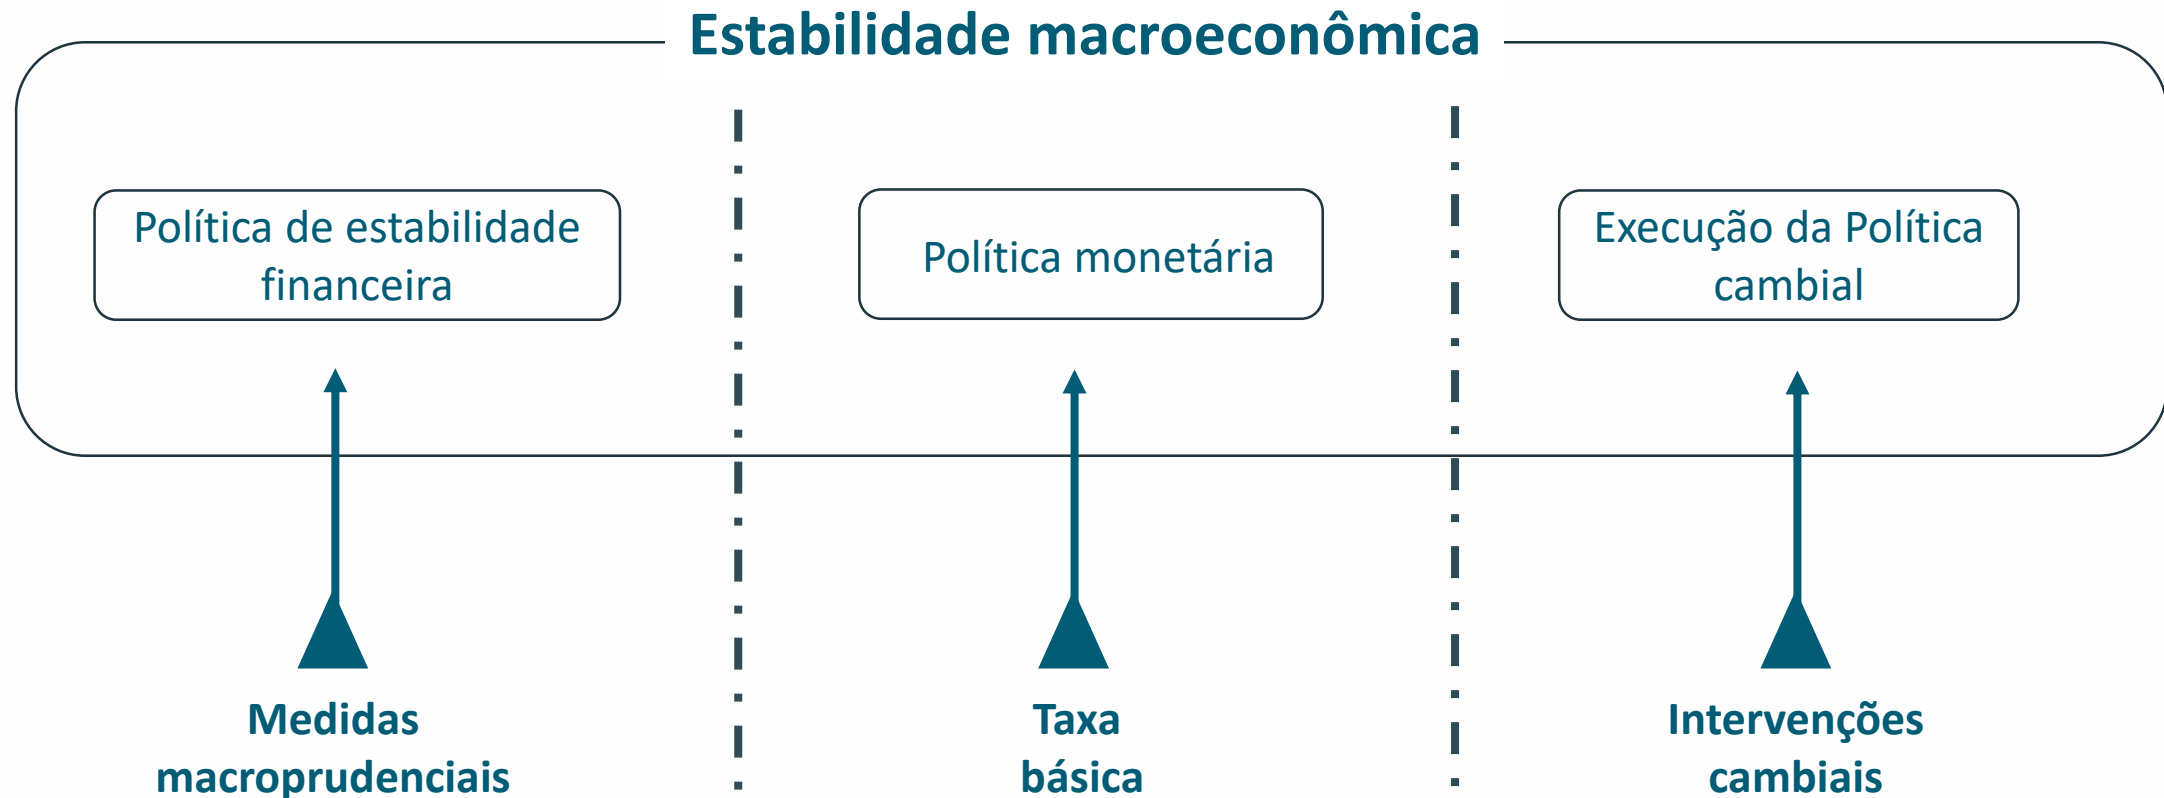 Estabilidade macroeconômica
Política de estabilidade
financeira
Política monetária
Execução da Política
cambial
Medidas
macroprudenciais
Taxa
básica
Intervenções
cambiais